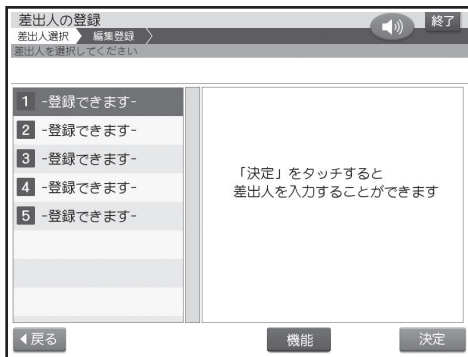 差出人の登録
終了
差出人選択 編集登録
差出人を選択してください
1 -登録できます-
2 -登録できます-
3 -登録できます-
4 -登録できます-
5 -登録できます-
「決定」をタッチすると
差出人を入力することができます
戻る
機能
決定